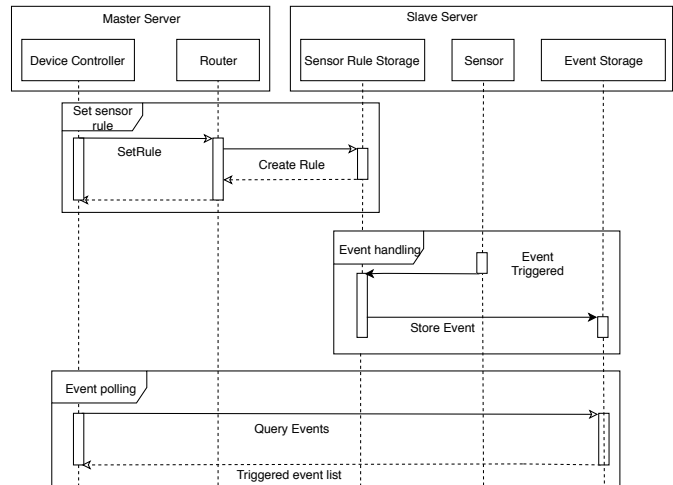 Master Server
Slave Server
Device Controller
Router
Sensor Rule Storage
Sensor
Event Storage
Set sensor
rule
SetRule
Create Rule
Event handling
Event
Triggered
Store Event
Event polling
Query Events
Triggered event list